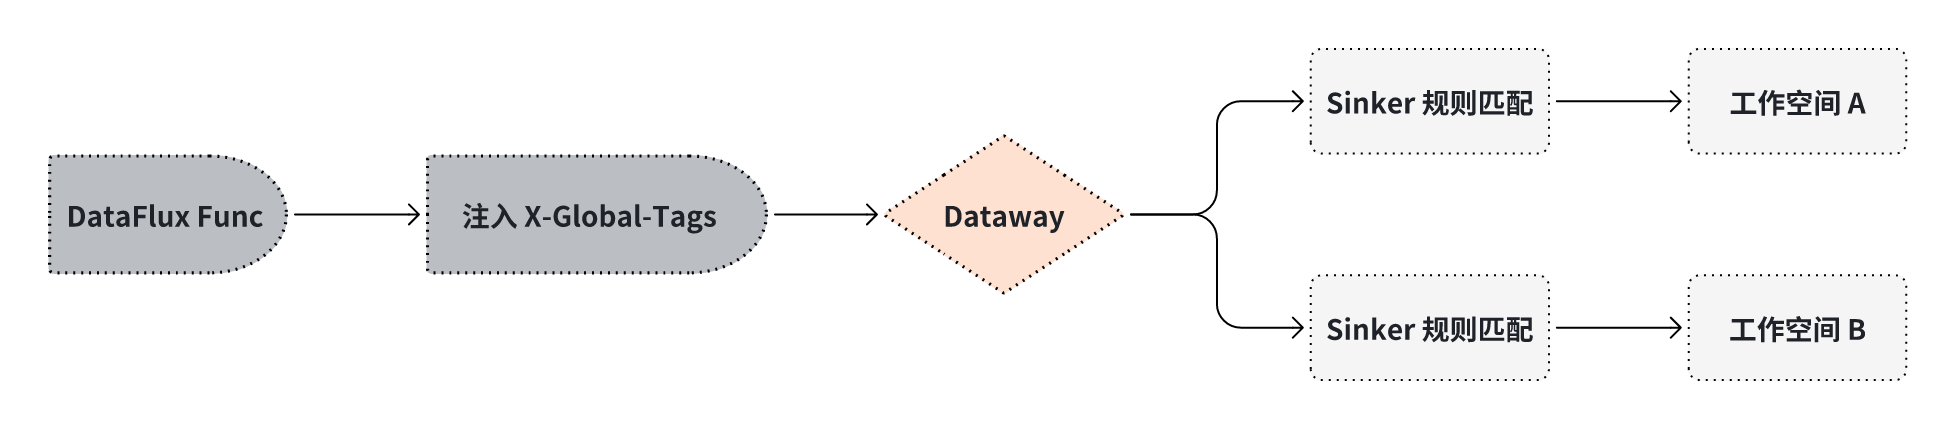 DataFlux Func
注入 X-Global-Tags
Dataway
Sinker 规则匹配
工作空间 A
Sinker 规则匹配
工作空间 B